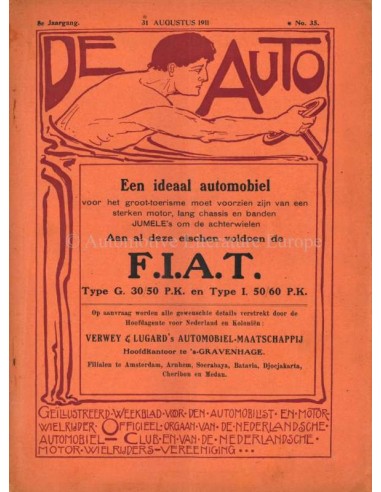 8e Jaargang.
31 AUGUSTUS 1911
No. 35.
DE AUTO
Een ideaal automobiel
voor het groot-toerisme moet voorzien zijn van een
sterken motor, lang chassis en banden
JUMELÉ's om de achterwielen
Aan al deze eischen voldoen de
F.I.A.T.
Type G. 30/50 P.K. en Type I. 50/60 P.K.
Op aanvraag worden alle gewenschte details verstrekt door de
Hoofdagente voor Nederland en Koloniën:
VERWEY & LUGARD's AUTOMOBIEL-MAATSCHAPPIJ
Hoofdkantoor te 's-GRAVENHAGE.
Filialen te Amsterdam, Arnhem, Soerabaya, Batavia, Djocjakarta,
Cheribon en Medan.
GEÏLLUSTREERD·WEEKBLAD·VOOR·DEN·AUTOMOBILIST·EN·MOTOR-
WIELRIJDER·OFFICIEEL·ORGAAN·VAN·DE·NEDERLANDSCHE·
AUTOMOBIEL-CLUB·EN·VAN·DE·NEDERLANDSCHE·
MOTOR-WIELRIJDERS-VEREENIGING···